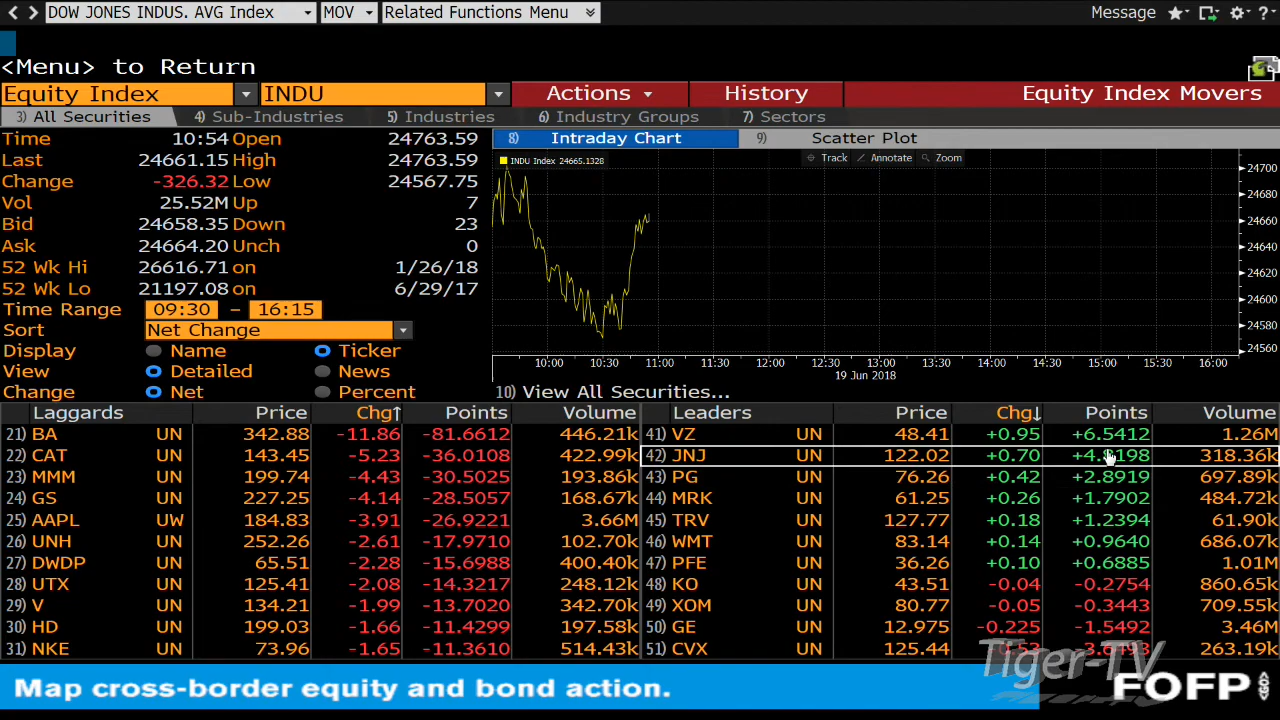 DOW JONES INDUS. AVG Index MOV Related Functions Menu Message ?
<Menu> to Return
Equity Index INDU Actions History Equity Index Movers
3) All Securities 4) Sub-Industries 5) Industries 6) Industry Groups 7) Sectors
Time 10:54 Open 24763.59
Last 24661.15 High 24763.59
Change -326.32 Low 24567.75
Vol 25.52M Up 7
Bid 24658.35 Down 23
Ask 24664.20 Unch 0
52 Wk Hi 26616.71 on 1/26/18
52 Wk Lo 21197.08 on 6/29/17
Time Range 09:30 – 16:15
Sort Net Change
Display Name Ticker
View Detailed News
Change Net Percent
8) Intraday Chart 9) Scatter Plot
INDU Index 24665.1328 Track Annotate Zoom
24700
24680
24660
24640
24620
24600
24580
24560
10:00 10:30 11:00 11:30 12:00 12:30 13:00 13:30 14:00 14:30 15:00 15:30 16:00
19 Jun 2018
10) View All Securities...
Laggards Price Chg↑ Points Volume
21) BA UN 342.88 -11.86 -81.6612 446.21k
22) CAT UN 143.45 -5.23 -36.0108 422.99k
23) MMM UN 199.74 -4.43 -30.5025 193.86k
24) GS UN 227.25 -4.14 -28.5057 168.67k
25) AAPL UW 184.83 -3.91 -26.9221 3.66M
26) UNH UN 252.26 -2.61 -17.9710 102.70k
27) DWDP UN 65.51 -2.28 -15.6988 400.40k
28) UTX UN 125.41 -2.08 -14.3217 248.12k
29) V UN 134.21 -1.99 -13.7020 342.70k
30) HD UN 199.03 -1.66 -11.4299 197.58k
31) NKE UN 73.96 -1.65 -11.3610 514.43k
Leaders Price Chg↓ Points Volume
41) VZ UN 48.41 +0.95 +6.5412 1.26M
42) JNJ UN 122.02 +0.70 318.36k
43) PG UN 76.26 +0.42 +2.8919 697.89k
44) MRK UN 61.25 +0.26 +1.7902 484.72k
45) TRV UN 127.77 +0.18 +1.2394 61.90k
46) WMT UN 83.14 +0.14 +0.9640 686.07k
47) PFE UN 36.26 +0.10 +0.6885 1.01M
48) KO UN 43.51 -0.04 -0.2754 860.65k
49) XOM UN 80.77 -0.05 -0.3443 709.55k
50) GE UN 12.975 -0.225 -1.5492 3.46M
51) CVX UN 125.44 -0.53 -3.6493 263.19k
Tiger-TV
Map cross-border equity and bond action. FOFP <GO>